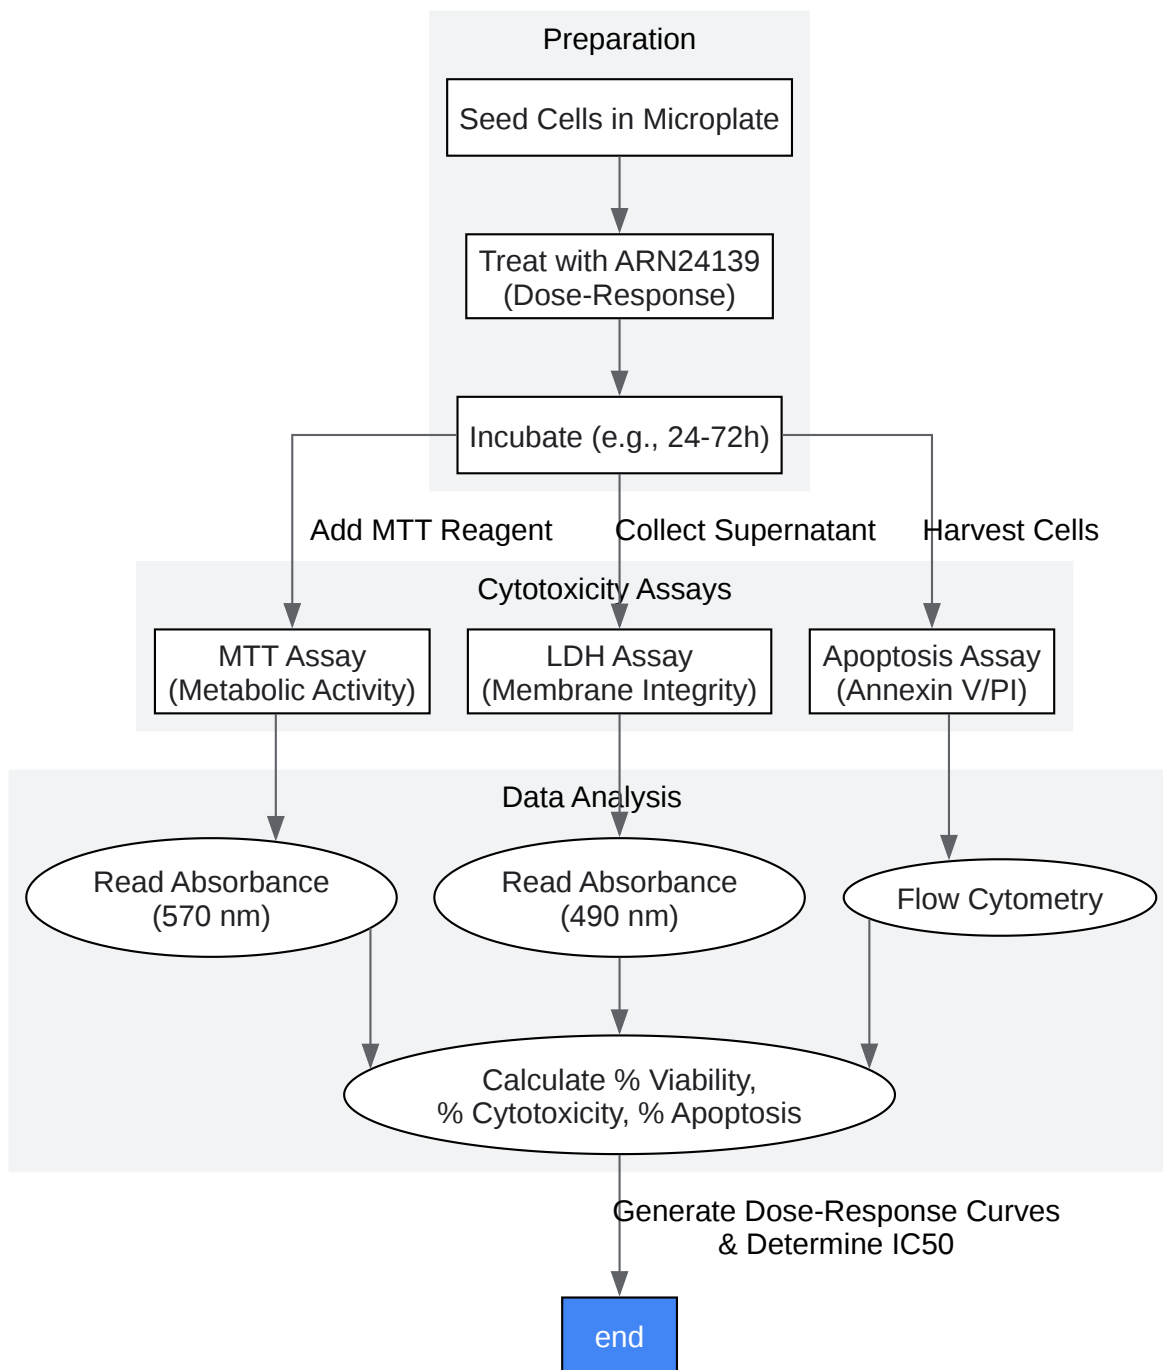 Preparation
Seed Cells in Microplate
Treat with ARN24139
(Dose-Response)
Incubate (e.g., 24-72h)
Add MTT Reagent
Collect Supernatant
Harvest Cells
Cytotoxicity Assays
MTT Assay
(Metabolic Activity)
LDH Assay
(Membrane Integrity)
Apoptosis Assay
(Annexin V/PI)
Data Analysis
Read Absorbance
(570 nm)
Read Absorbance
(490 nm)
Flow Cytometry
Calculate % Viability,
% Cytotoxicity, % Apoptosis
Generate Dose-Response Curves
& Determine IC50
end